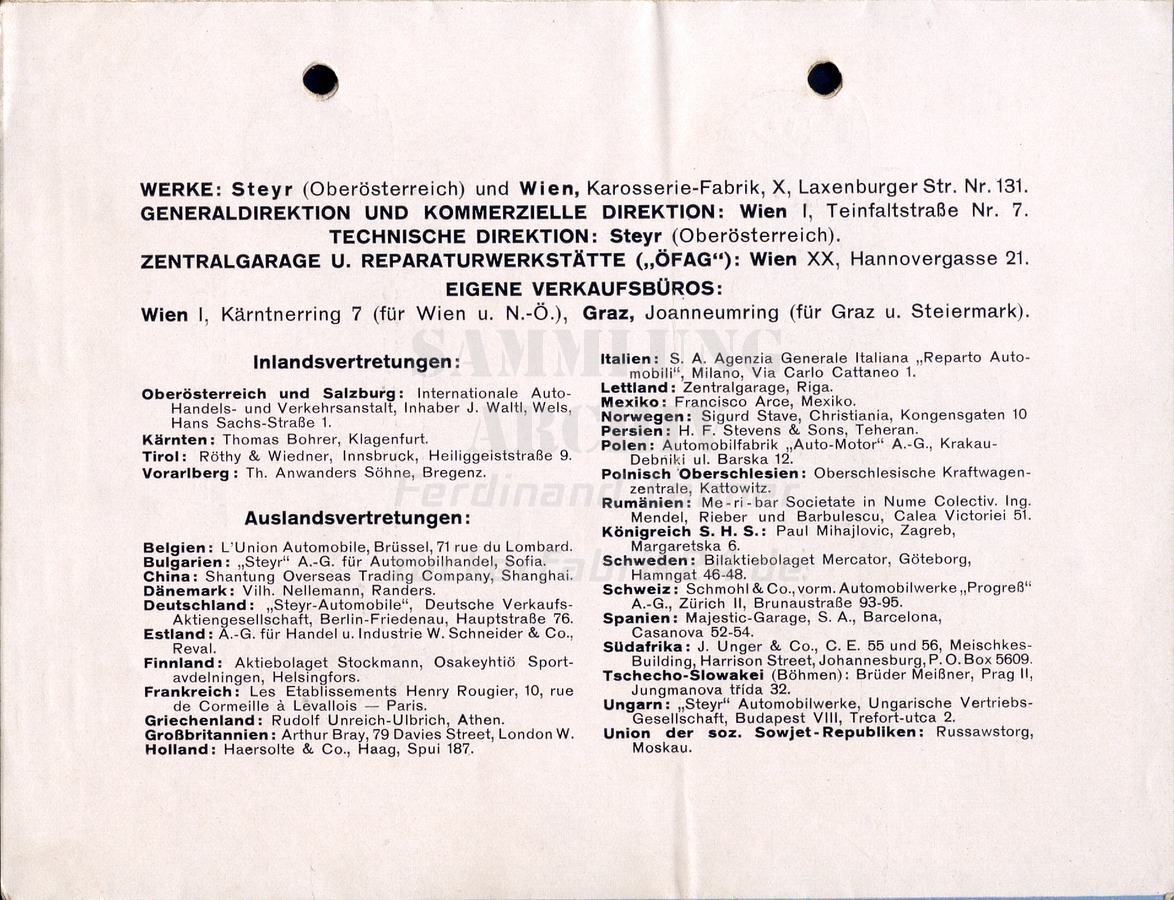 WERKE: Steyr (Oberösterreich) und Wien, Karosserie-Fabrik, X, Laxenburger Str. Nr. 131.
GENERALDIREKTION UND KOMMERZIELLE DIREKTION: Wien I, Teinfaltstraße Nr. 7.
TECHNISCHE DIREKTION: Steyr (Oberösterreich).
ZENTRALGARAGE U. REPARATURWERKSTÄTTE („ÖFAG“): Wien XX, Hannovergasse 21.
EIGENE VERKAUFSBÜROS:
Wien I, Kärntnerring 7 (für Wien u. N.-Ö.), Graz, Joanneumring (für Graz u. Steiermark).
Inlandsvertretungen:
Oberösterreich und Salzburg: Internationale Auto-
Handels- und Verkehrsanstalt, Inhaber J. Waltl, Wels,
Hans Sachs-Straße 1.
Kärnten: Thomas Bohrer, Klagenfurt.
Tirol: Röthy & Wiedner, Innsbruck, Heiliggeiststraße 9.
Vorarlberg: Th. Anwanders Söhne, Bregenz.
Auslandsvertretungen:
Belgien: L'Union Automobile, Brüssel, 71 rue du Lombard.
Bulgarien: „Steyr“ A.-G. für Automobilhandel, Sofia.
China: Shantung Overseas Trading Company, Shanghai.
Dänemark: Vilh. Nellemann, Randers.
Deutschland: „Steyr-Automobile“, Deutsche Verkaufs-
Aktiengesellschaft, Berlin-Friedenau, Hauptstraße 76.
Estland: A.-G. für Handel u. Industrie W. Schneider & Co.,
Reval.
Finnland: Aktiebolaget Stockmann, Osakeyhtiö Sport-
avdelningen, Helsingfors.
Frankreich: Les Etablissements Henry Rougier, 10, rue
de Cormeille à Levallois — Paris.
Griechenland: Rudolf Unreich-Ulbrich, Athen.
Großbritannien: Arthur Bray, 79 Davies Street, London W.
Holland: Haersolte & Co., Haag, Spui 187.
Italien: S. A. Agenzia Generale Italiana „Reparto Auto-
mobili“, Milano, Via Carlo Cattaneo 1.
Lettland: Zentralgarage, Riga.
Mexiko: Francisco Arce, Mexiko.
Norwegen: Sigurd Stave, Christiania, Kongensgaten 10
Persien: H. F. Stevens & Sons, Teheran.
Polen: Automobilfabrik „Auto-Motor“ A.-G., Krakau-
Debniki ul. Barska 12.
Polnisch Oberschlesien: Oberschlesische Kraftwagen-
zentrale, Kattowitz.
Rumänien: Me-ri-bar Societate in Nume Colectiv. Ing.
Mendel, Rieber und Barbulescu, Calea Victoriei 51.
Königreich S. H. S.: Paul Mihajlovic, Zagreb,
Margaretska 6.
Schweden: Bilaktiebolaget Mercator, Göteborg,
Hamngat 46-48.
Schweiz: Schmohl & Co., vorm. Automobilwerke „Progreß“
A.-G., Zürich II, Brunaustraße 93-95.
Spanien: Majestic-Garage, S. A., Barcelona,
Casanova 52-54.
Südafrika: J. Unger & Co., C. E. 55 und 56, Meischkes-
Building, Harrison Street, Johannesburg, P. O. Box 5609.
Tschecho-Slowakei (Böhmen): Brüder Meißner, Prag II,
Jungmanova třída 32.
Ungarn: „Steyr“ Automobilwerke, Ungarische Vertriebs-
Gesellschaft, Budapest VIII, Trefort-utca 2.
Union der soz. Sowjet-Republiken: Russawstorg,
Moskau.
SAMMLUNG
ARCHIV
Ferdinand